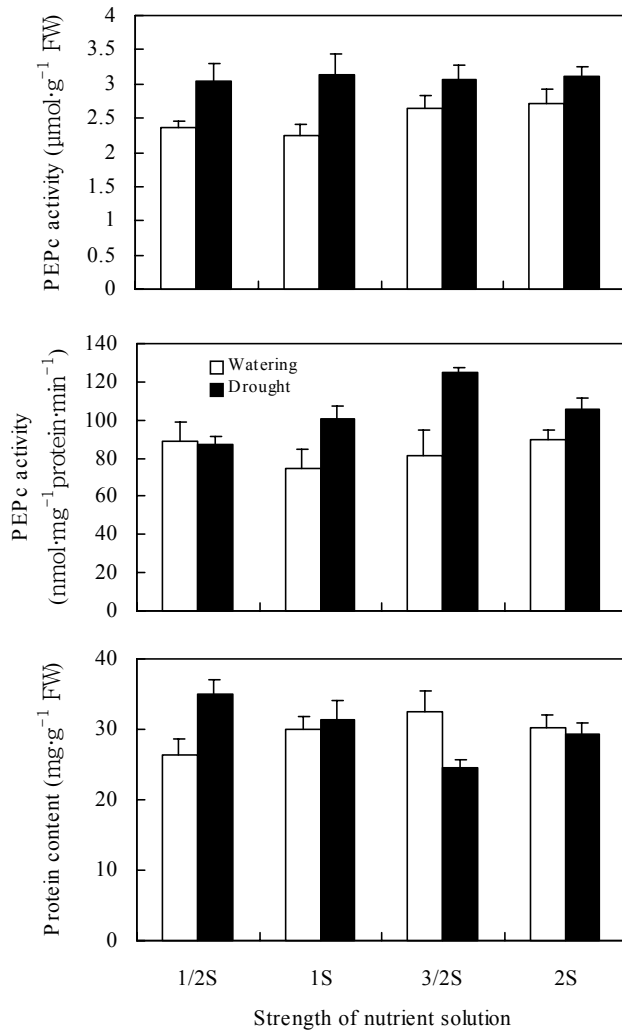 PEPc activity (μmol·g⁻¹ FW)
4
3.5
3
2.5
2
1.5
1
0.5
0
PEPc activity
(nmol·mg⁻¹protein·min⁻¹)
140
120
100
80
60
40
20
0
Watering
Drought
Protein content (mg·g⁻¹ FW)
40
30
20
10
0
1/2S 1S 3/2S 2S
Strength of nutrient solution